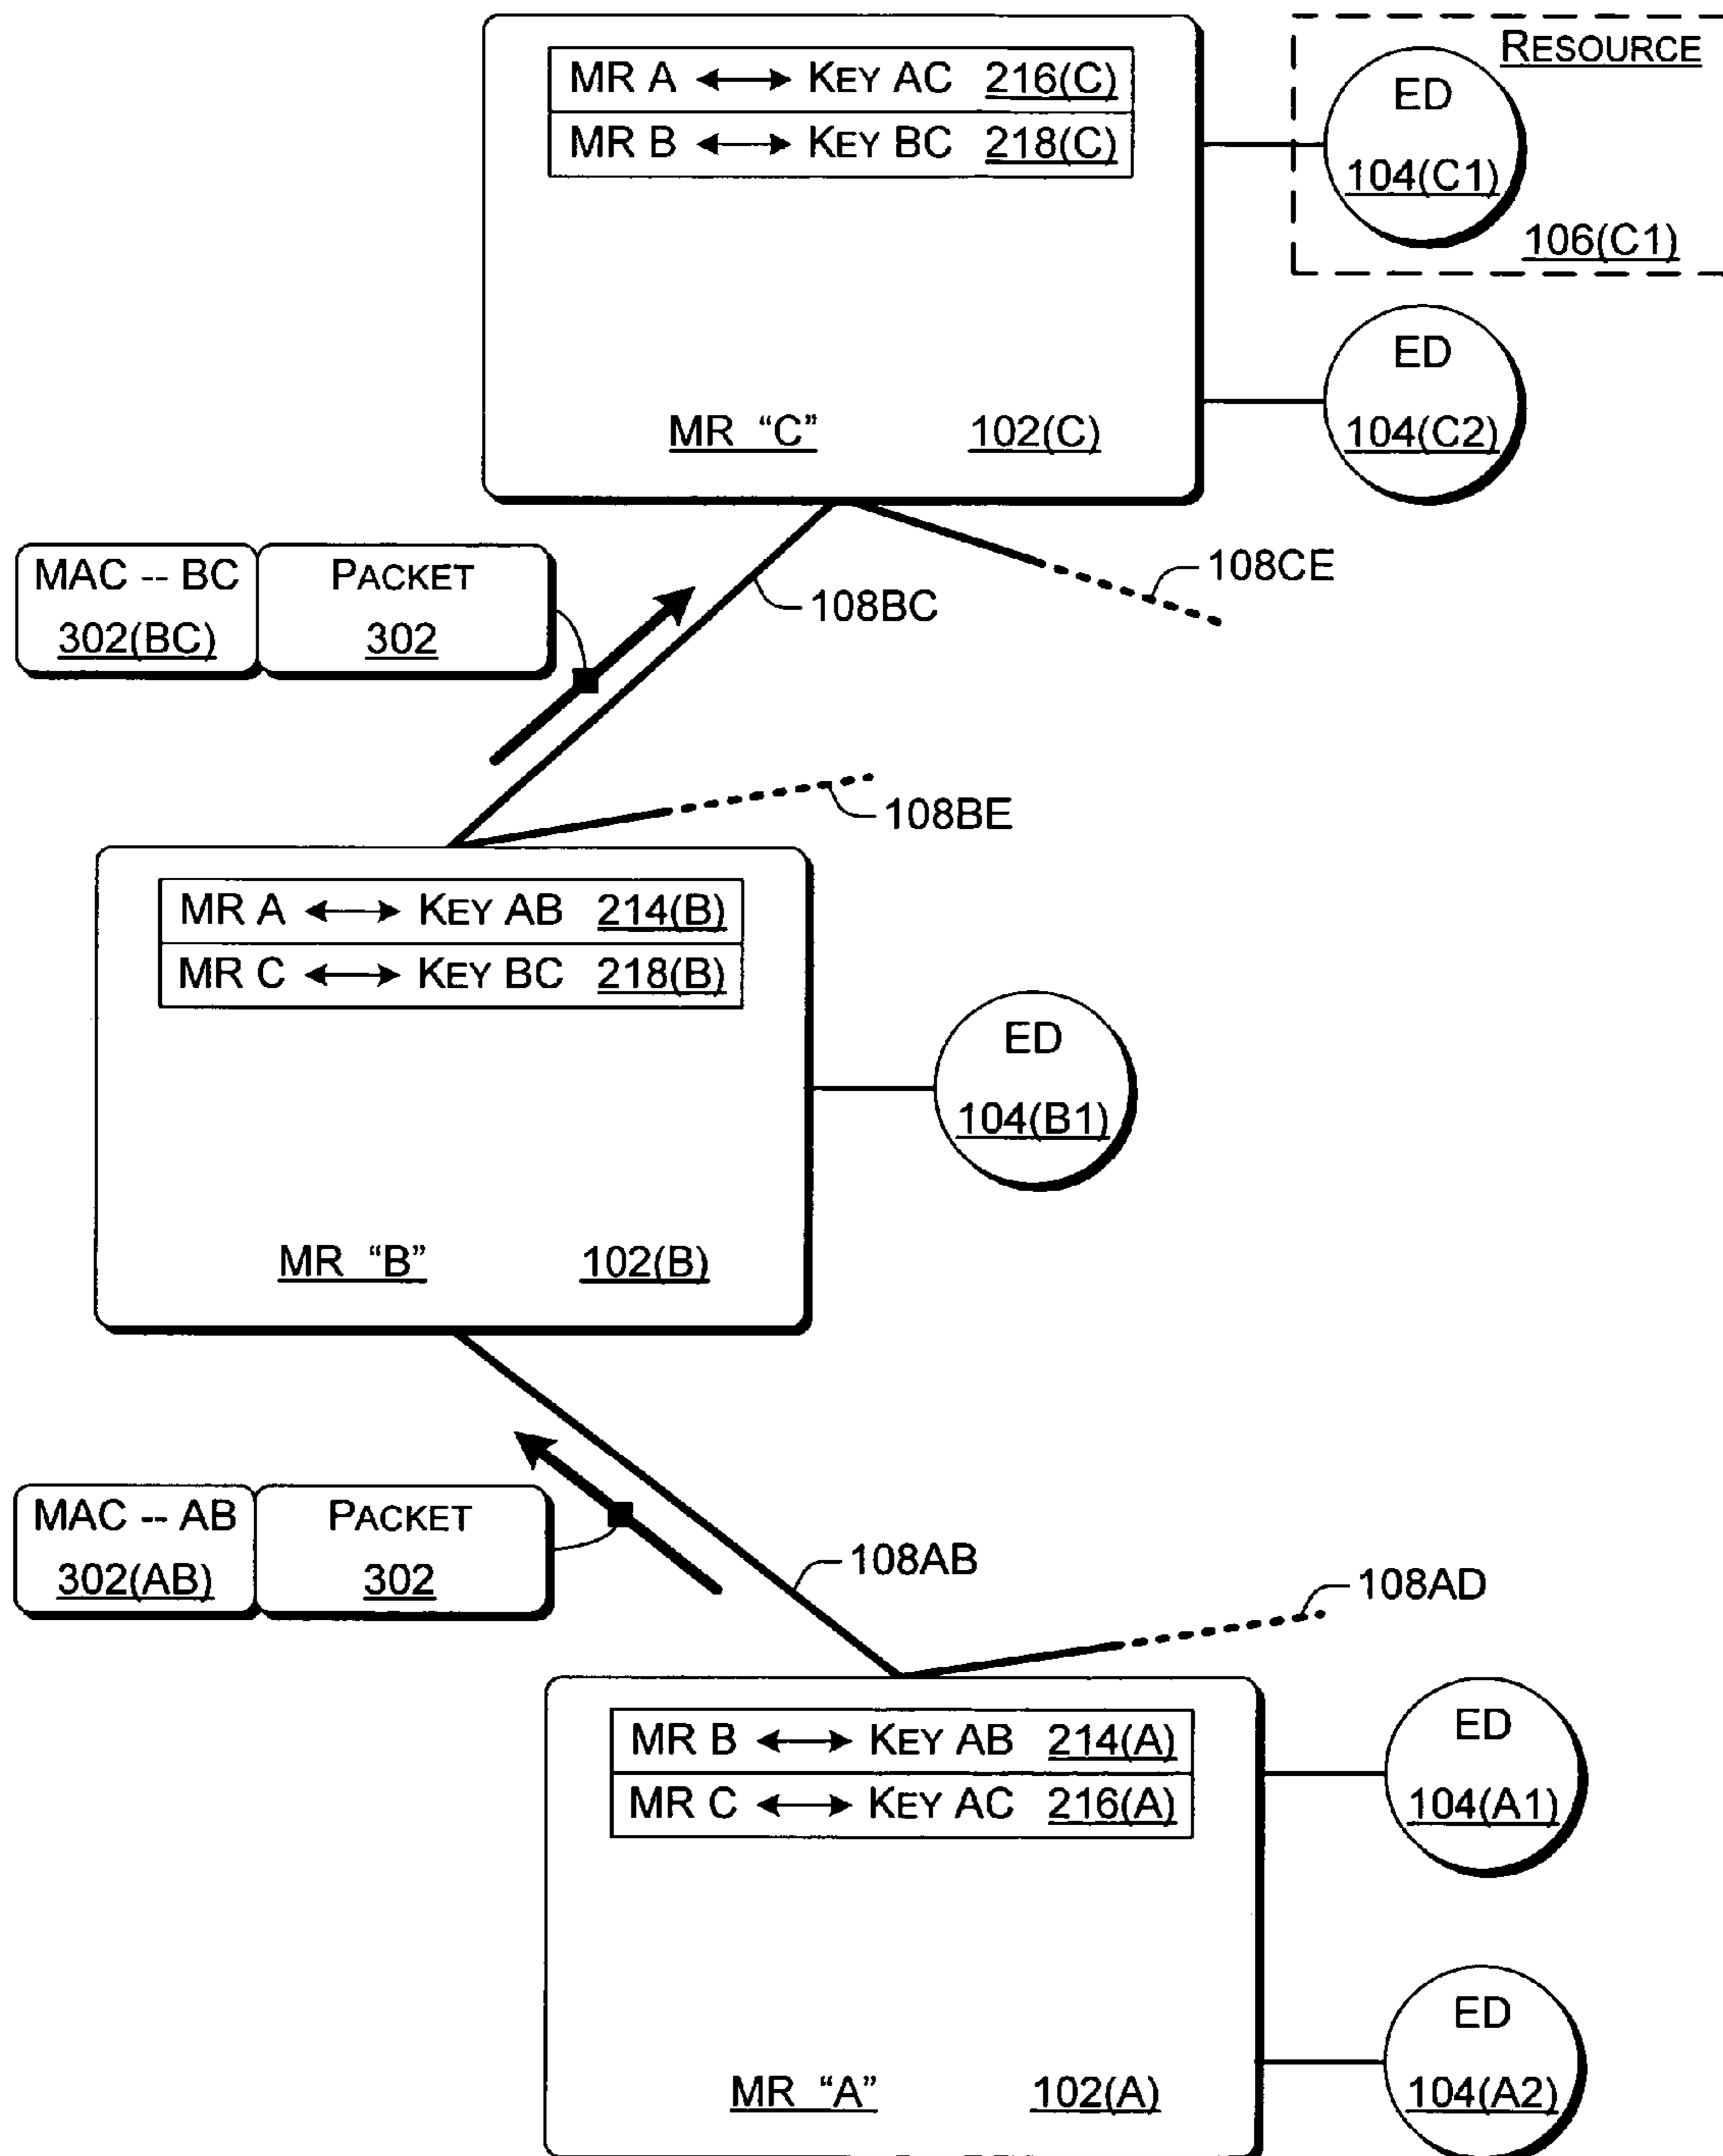 MR A ↔ KEY AC 216(C)
MR B ↔ KEY BC 218(C)
MR "C" 102(C)
RESOURCE
ED
104(C1)
106(C1)
ED
104(C2)
MAC -- BC
302(BC)
PACKET
302
108BC
108CE
108BE
MR A ↔ KEY AB 214(B)
MR C ↔ KEY BC 218(B)
MR "B" 102(B)
ED
104(B1)
MAC -- AB
302(AB)
PACKET
302
108AB
108AD
MR B ↔ KEY AB 214(A)
MR C ↔ KEY AC 216(A)
MR "A" 102(A)
ED
104(A1)
ED
104(A2)